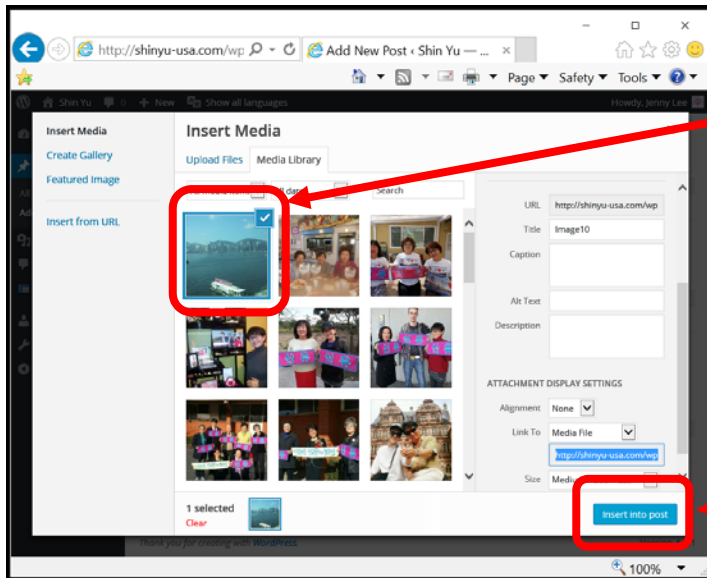 http://shinyu-usa.com/wp
Add New Post ‹ Shin Yu — ...
Page Safety Tools
Shin Yu 0 + New Show all languages Howdy, Jenny Lee
Insert Media
Create Gallery
Featured Image
Insert from URL
Insert Media
Upload Files Media Library
Search
URL http://shinyu-usa.com/wp
Title Image10
Caption
Alt Text
Description
ATTACHMENT DISPLAY SETTINGS
Alignment None
Link To Media File
http://shinyu-usa.com/wp
Size
1 selected
Clear
Insert into post
Thank you for creating with WordPress.
100%